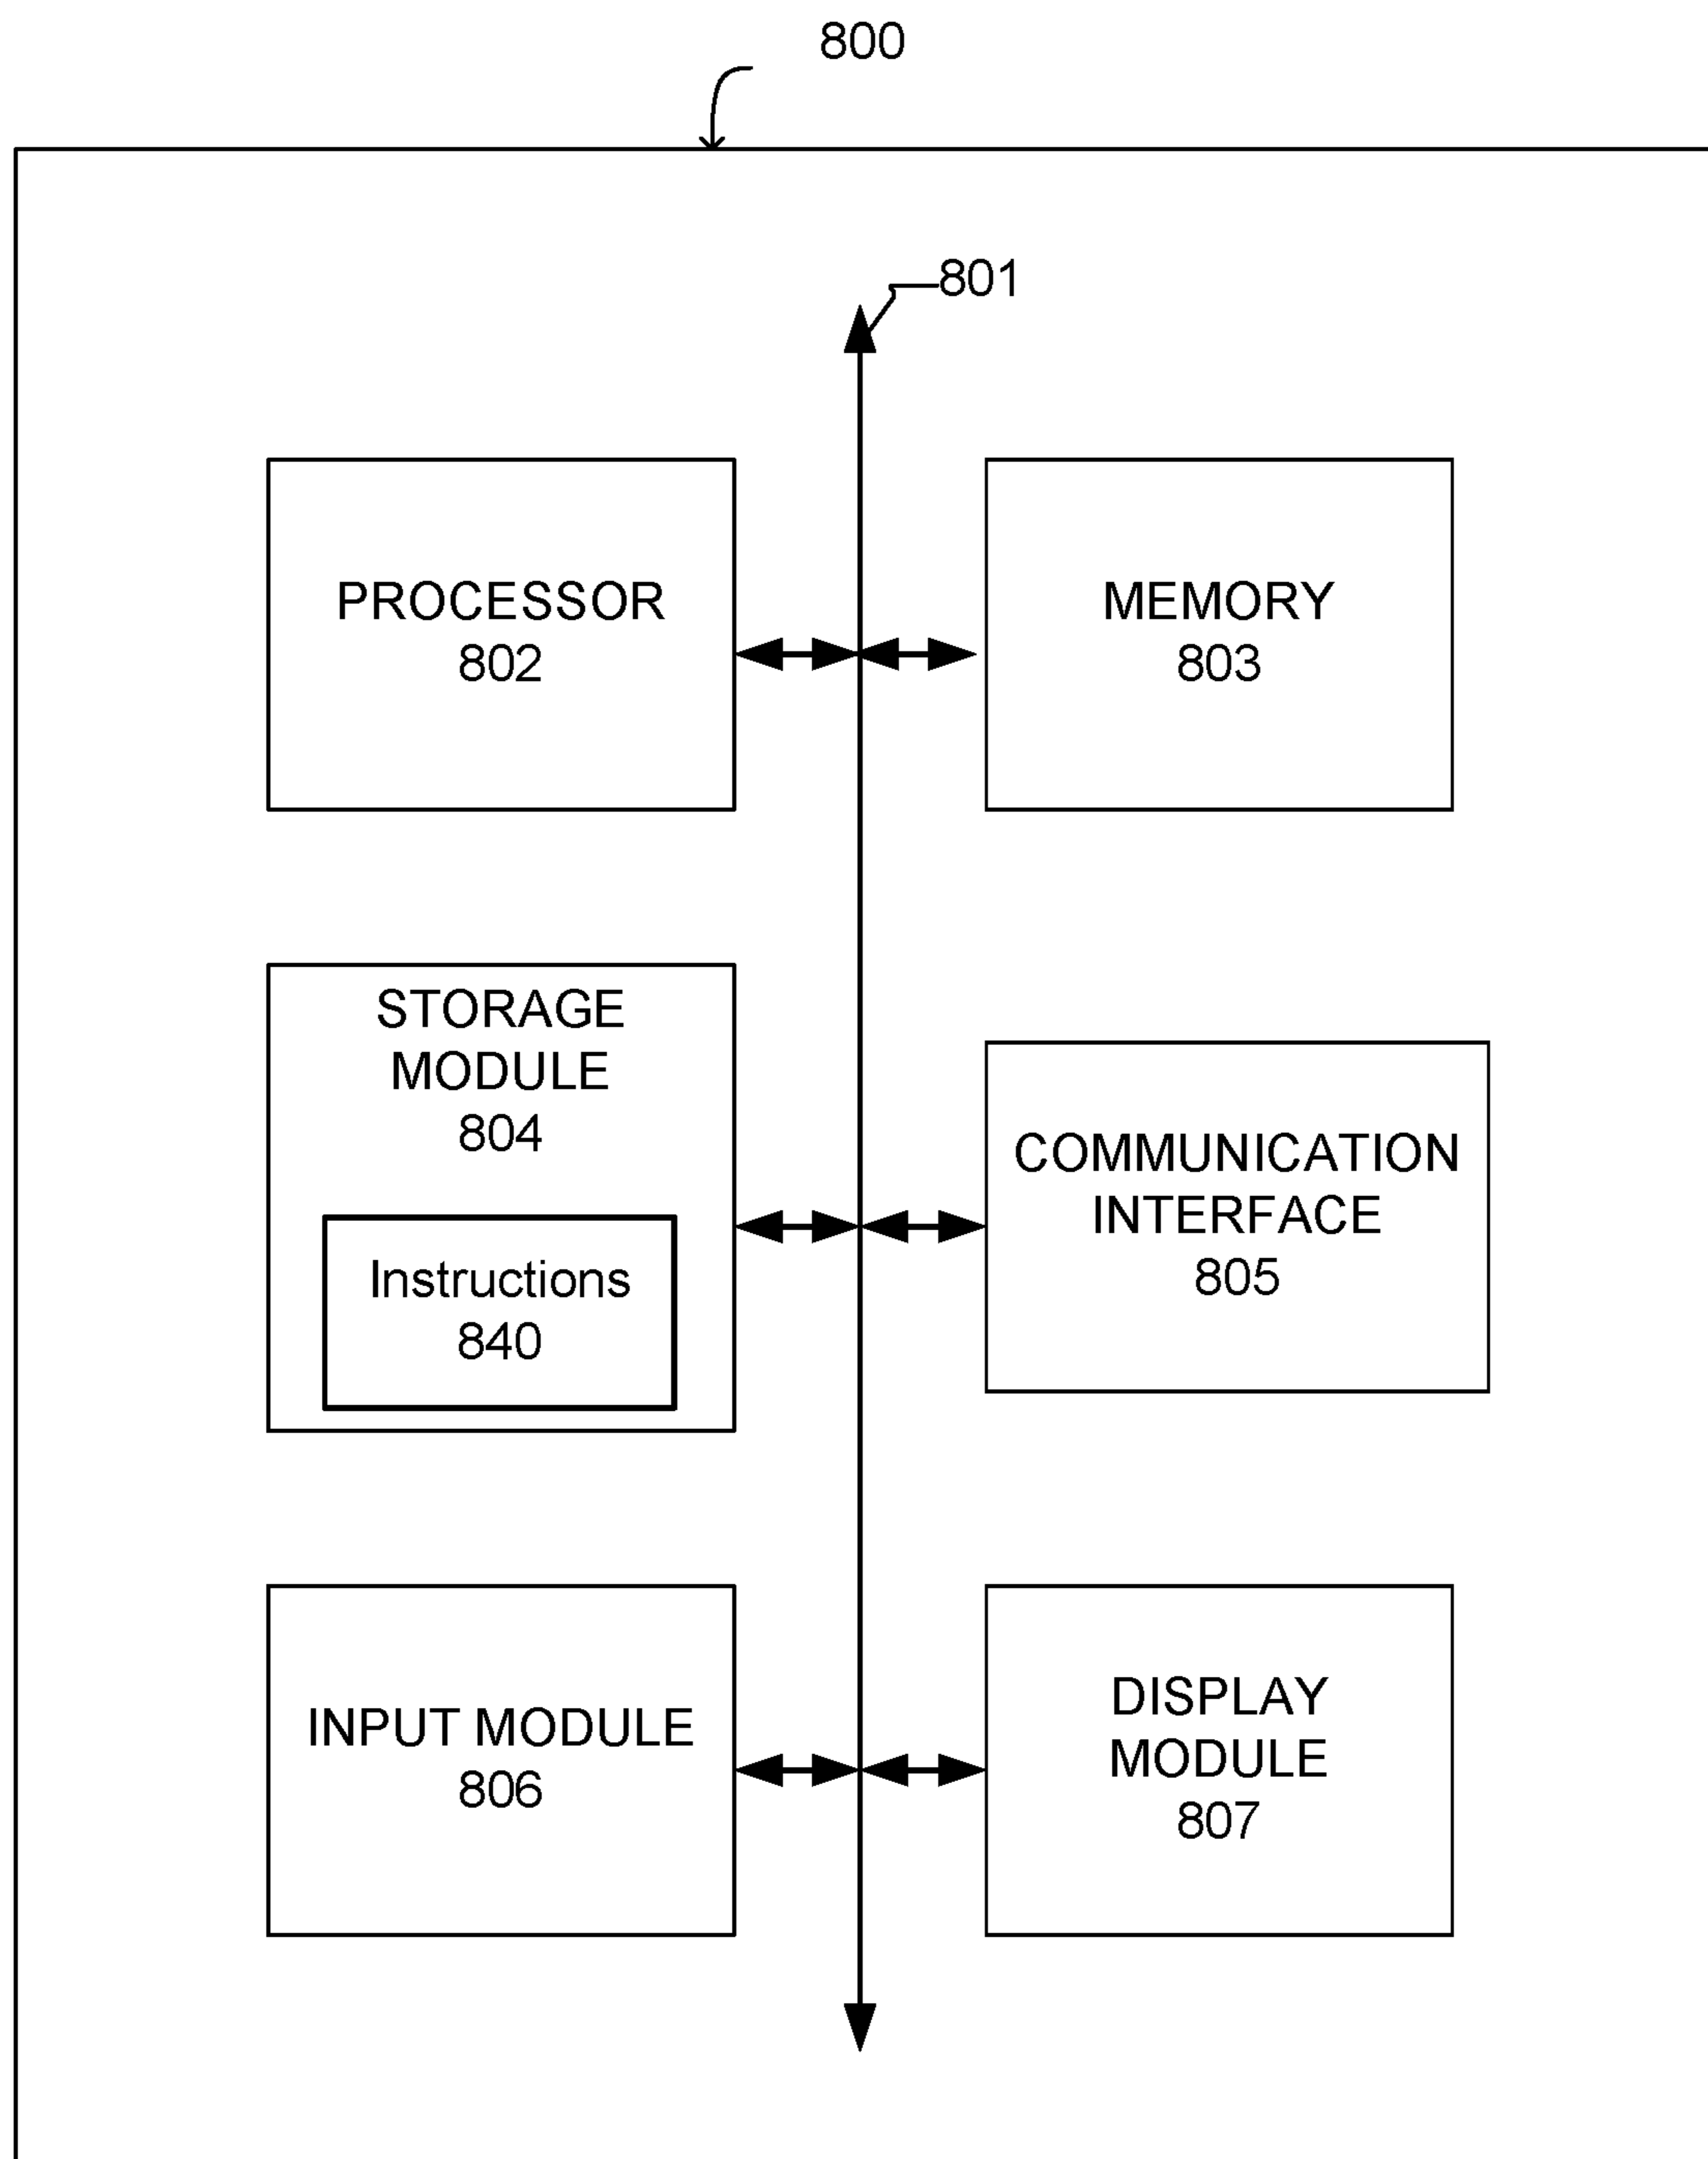 800
801
PROCESSOR
802
MEMORY
803
STORAGE
MODULE
804
Instructions
840
COMMUNICATION
INTERFACE
805
INPUT MODULE
806
DISPLAY
MODULE
807